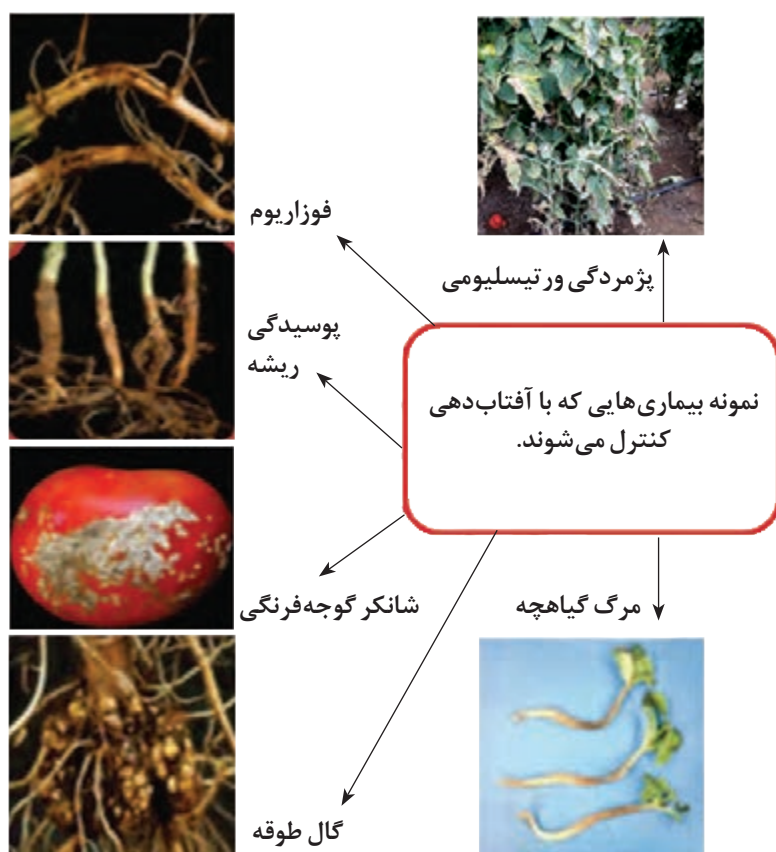 فوزاریوم
پژمردگی ورتیسلیومی
پوسیدگی
ریشه
نمونه بیماری‌هایی که با آفتاب‌دهی
کنترل می‌شوند.
شانکر گوجه‌فرنگی
مرگ گیاهچه
گال طوقه